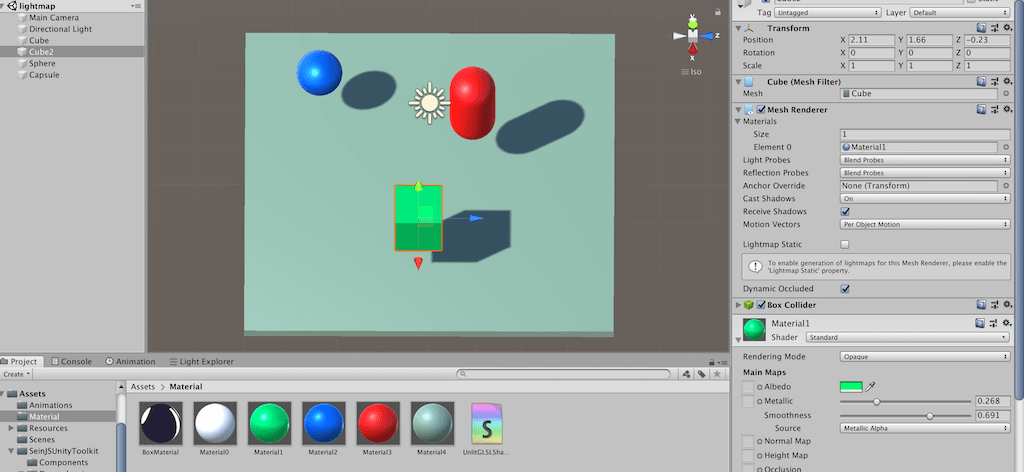 lightmap
Main Camera
Directional Light
Cube
Cube2
Sphere
Capsule
y
z
x
Iso
Tag Untagged Layer Default
Transform
Position X 2.11 Y 1.66 Z -0.23
Rotation X 0 Y 0 Z 0
Scale X 1 Y 1 Z 1
Cube (Mesh Filter)
Mesh Cube
Mesh Renderer
Materials
Size 1
Element 0 Material1
Light Probes Blend Probes
Reflection Probes Blend Probes
Anchor Override None (Transform)
Cast Shadows On
Receive Shadows
Motion Vectors Per Object Motion
Lightmap Static
To enable generation of lightmaps for this Mesh Renderer, please enable the
'Lightmap Static' property.
Dynamic Occluded
Box Collider
Material1
Shader Standard
Rendering Mode Opaque
Main Maps
Albedo
Metallic 0.268
Smoothness 0.691
Source Metallic Alpha
Normal Map
Height Map
Occlusion
Project Console Animation Light Explorer
Create
Assets
Animations
Material
Resources
Scenes
SeinJSUnityToolkit
Components
Assets > Material
S
BoxMaterial Material0 Material1 Material2 Material3 Material4 UnlitGLSLSha...